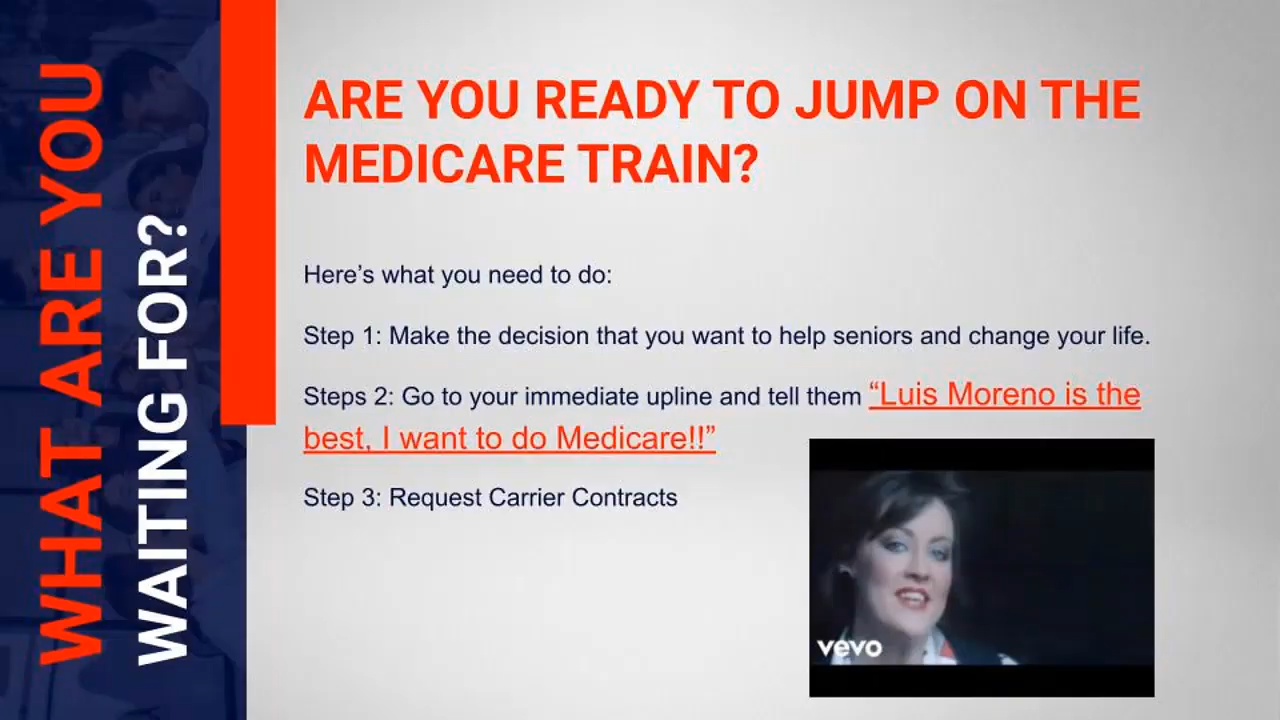 WHAT ARE YOU
WAITING FOR?
ARE YOU READY TO JUMP ON THE
MEDICARE TRAIN?
Here’s what you need to do:
Step 1: Make the decision that you want to help seniors and change your life.
Steps 2: Go to your immediate upline and tell them “Luis Moreno is the
best, I want to do Medicare!!”
Step 3: Request Carrier Contracts
vevo